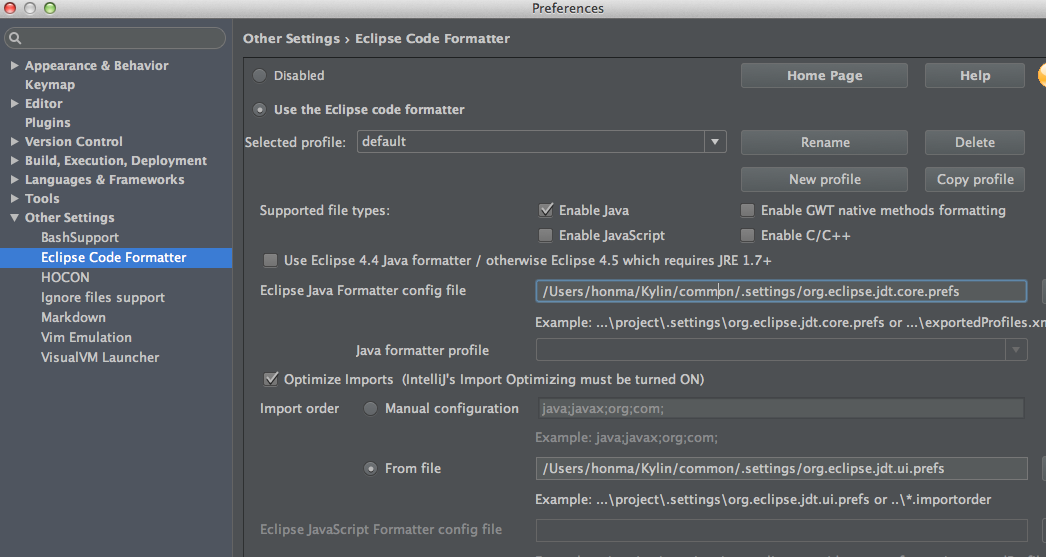 Preferences
Other Settings › Eclipse Code Formatter
Appearance & Behavior
Keymap
Editor
Plugins
Version Control
Build, Execution, Deployment
Languages & Frameworks
Tools
Other Settings
BashSupport
Eclipse Code Formatter
HOCON
Ignore files support
Markdown
Vim Emulation
VisualVM Launcher
Disabled
Home Page
Help
Use the Eclipse code formatter
Selected profile: default
Rename
Delete
New profile
Copy profile
Supported file types:
Enable Java
Enable GWT native methods formatting
Enable JavaScript
Enable C/C++
Use Eclipse 4.4 Java formatter / otherwise Eclipse 4.5 which requires JRE 1.7+
Eclipse Java Formatter config file
/Users/honma/Kylin/common/.settings/org.eclipse.jdt.core.prefs
Example: ...\project\.settings\org.eclipse.jdt.core.prefs or ...\exportedProfiles.xm
Java formatter profile
Optimize Imports (IntelliJ's Import Optimizing must be turned ON)
Import order
Manual configuration
java;javax;org;com;
Example: java;javax;org;com;
From file
/Users/honma/Kylin/common/.settings/org.eclipse.jdt.ui.prefs
Example: ...\project\.settings\org.eclipse.jdt.ui.prefs or ..\*.importorder
Eclipse JavaScript Formatter config file